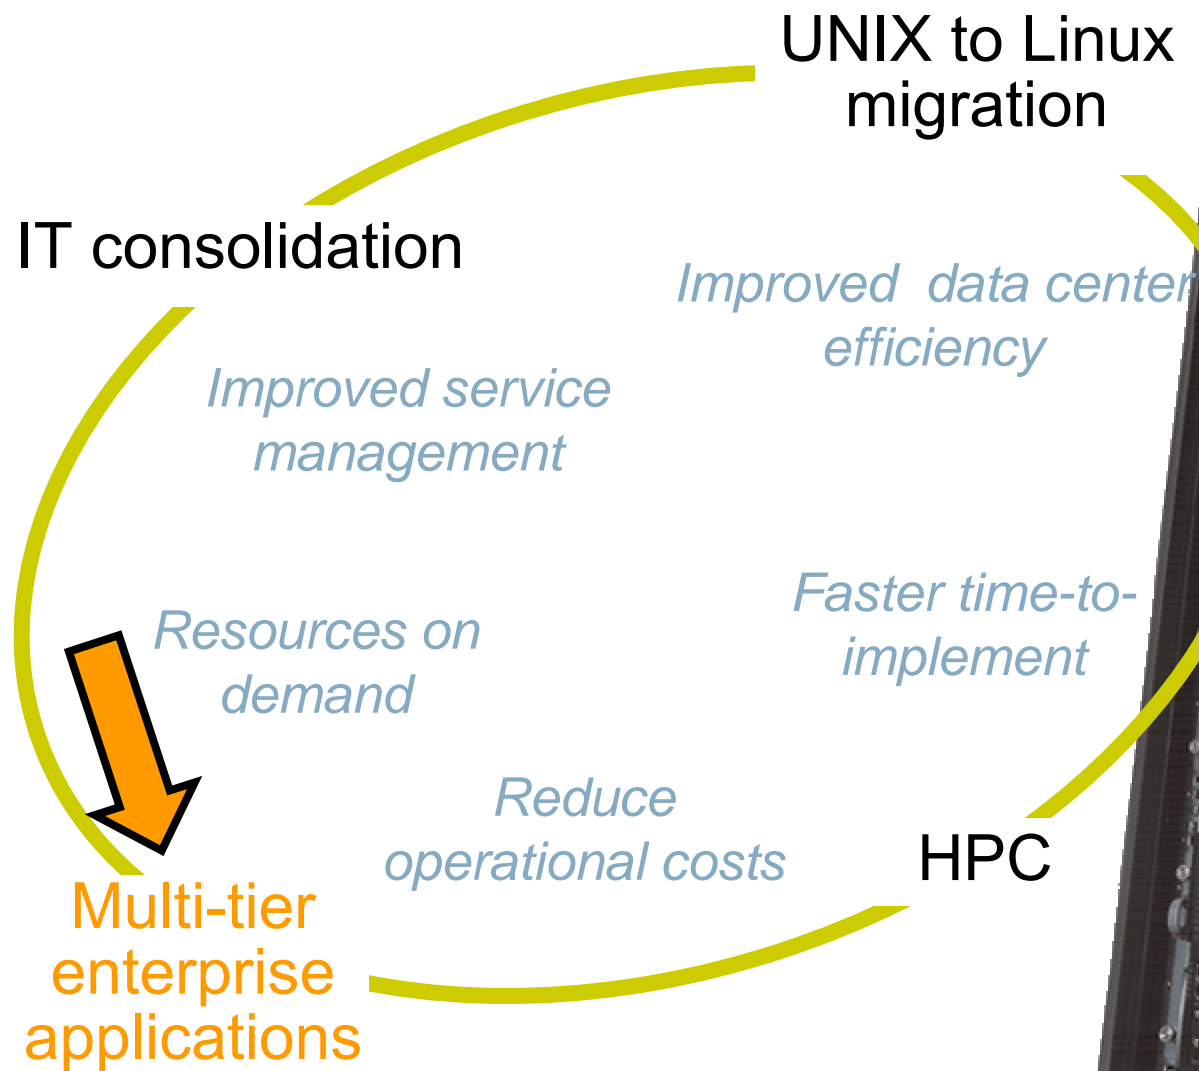 UNIX to Linux
migration
IT consolidation
Improved data center
efficiency
Improved service
management
Faster time-to-
implement
Resources on
demand
Reduce
operational costs
HPC
Multi-tier
enterprise
applications